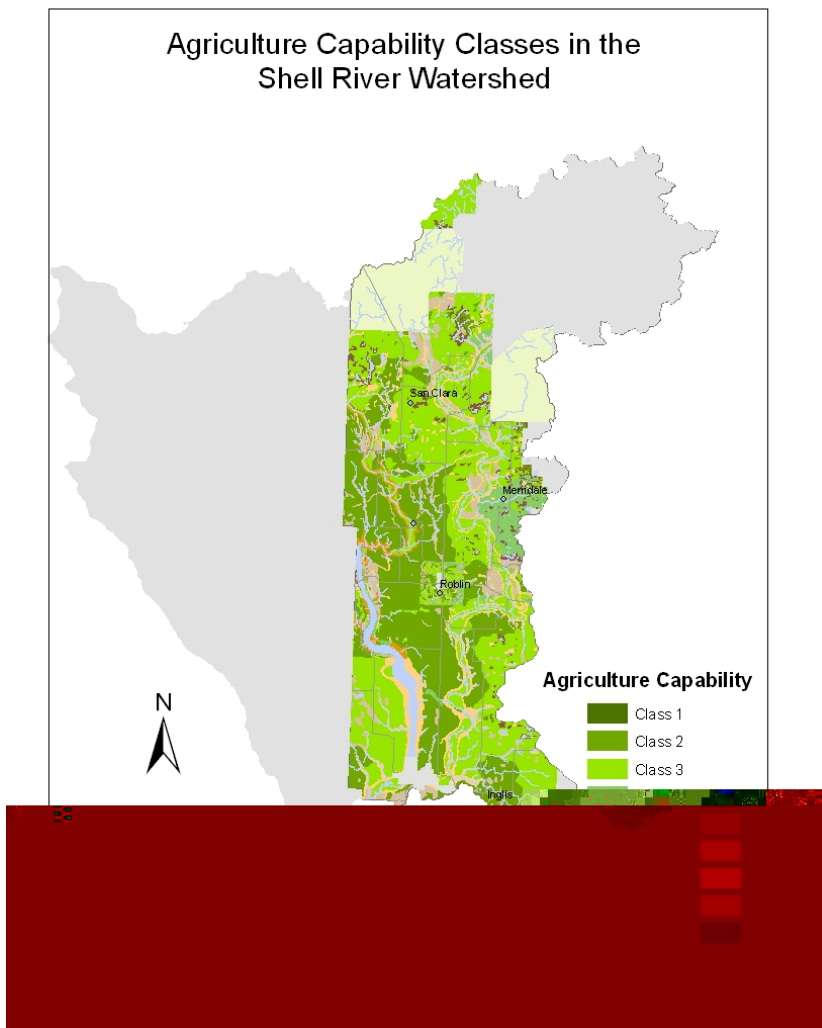 Agriculture Capability Classes in the
Shell River Watershed
San Clara
Merridale
Roblin
Agriculture Capability
N
Class 1
Class 2
Class 3
Inglis